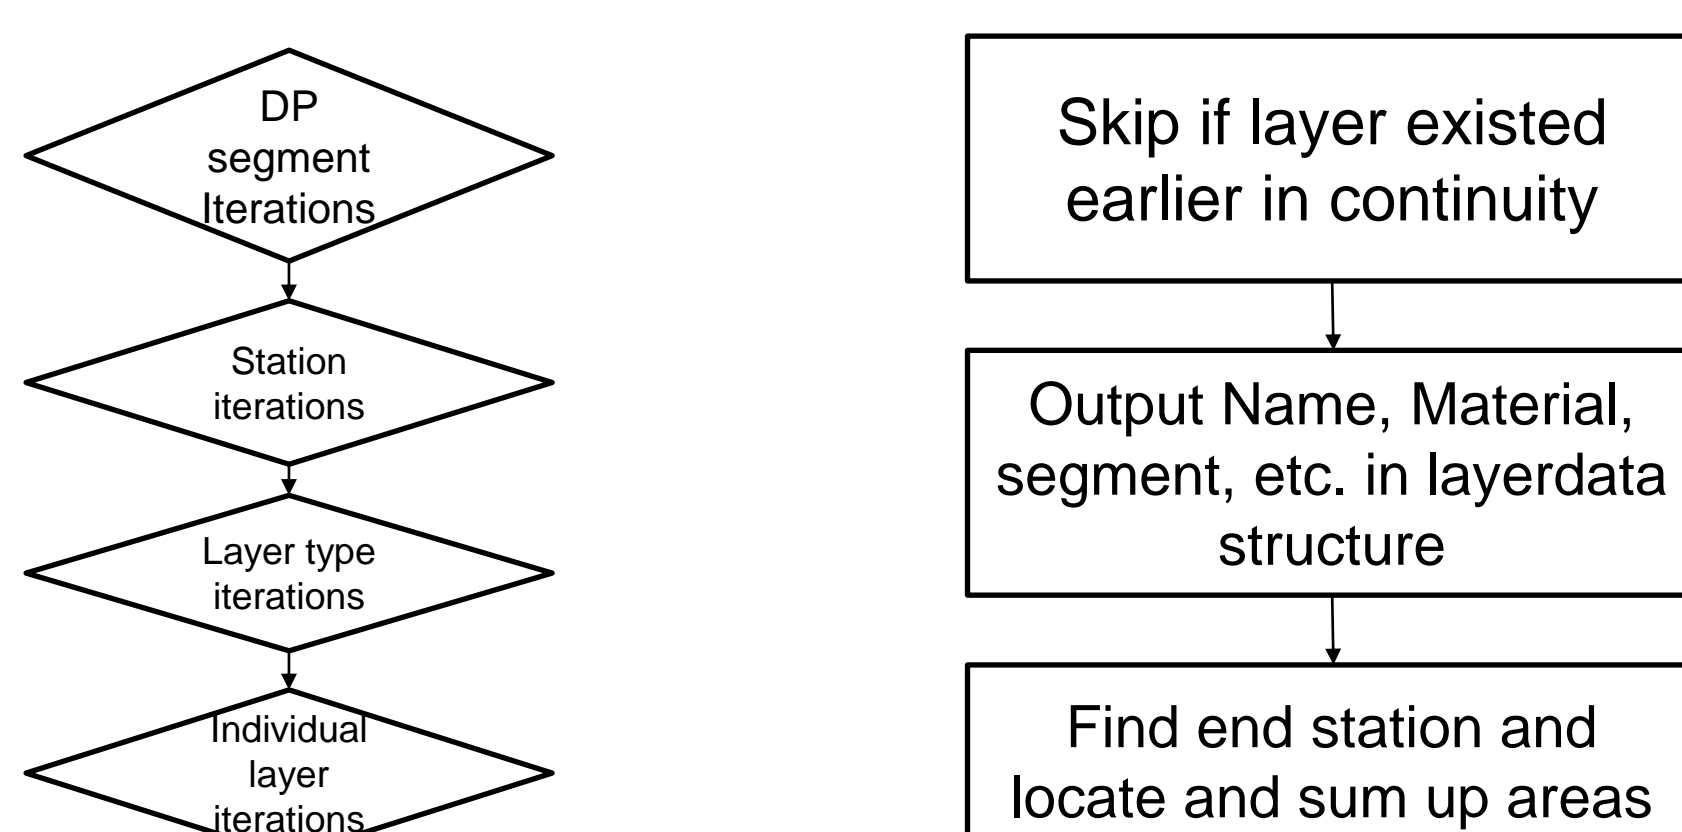 DP
segment
Iterations
Station
iterations
Layer type
iterations
Individual
layer
iterations
Skip if layer existed
earlier in continuity
Output Name, Material,
segment, etc. in layerdata
structure
Find end station and
locate and sum up areas